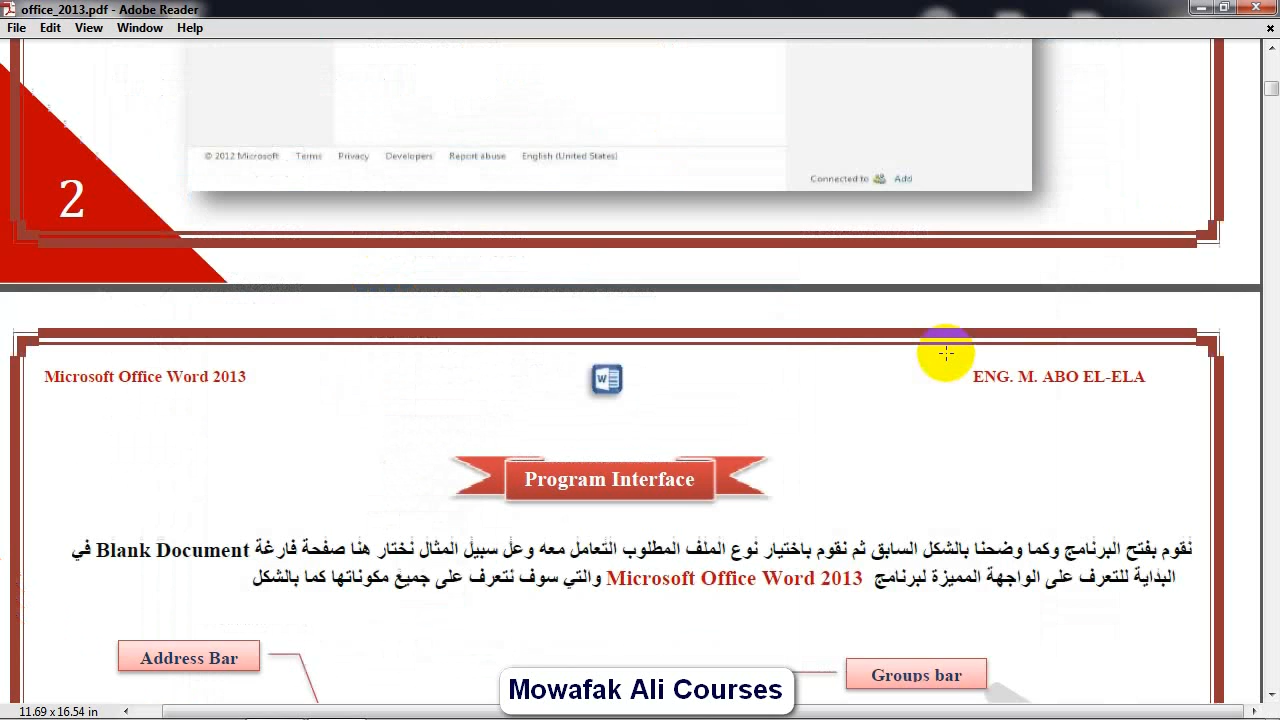 office_2013.pdf - Adobe Reader
File Edit View Window Help
© 2012 Microsoft Terms Privacy Developers Report abuse English (United States)
Connected to Add
2
Microsoft Office Word 2013
ENG. M. ABO EL-ELA
Program Interface
نقوم بفتح البرنامج وكما وضحنا بالشكل السابق ثم نقوم باختيار نوع الملف المطلوب التعامل معه وعل سبيل المثال نختار هنا صفحة فارغة Blank Document في
البداية للتعرف على الواجهة المميزة لبرنامج Microsoft Office Word 2013 والتي سوف نتعرف على جميع مكوناتها كما بالشكل
Address Bar
Groups bar
Mowafak Ali Courses
11.69 x 16.54 in